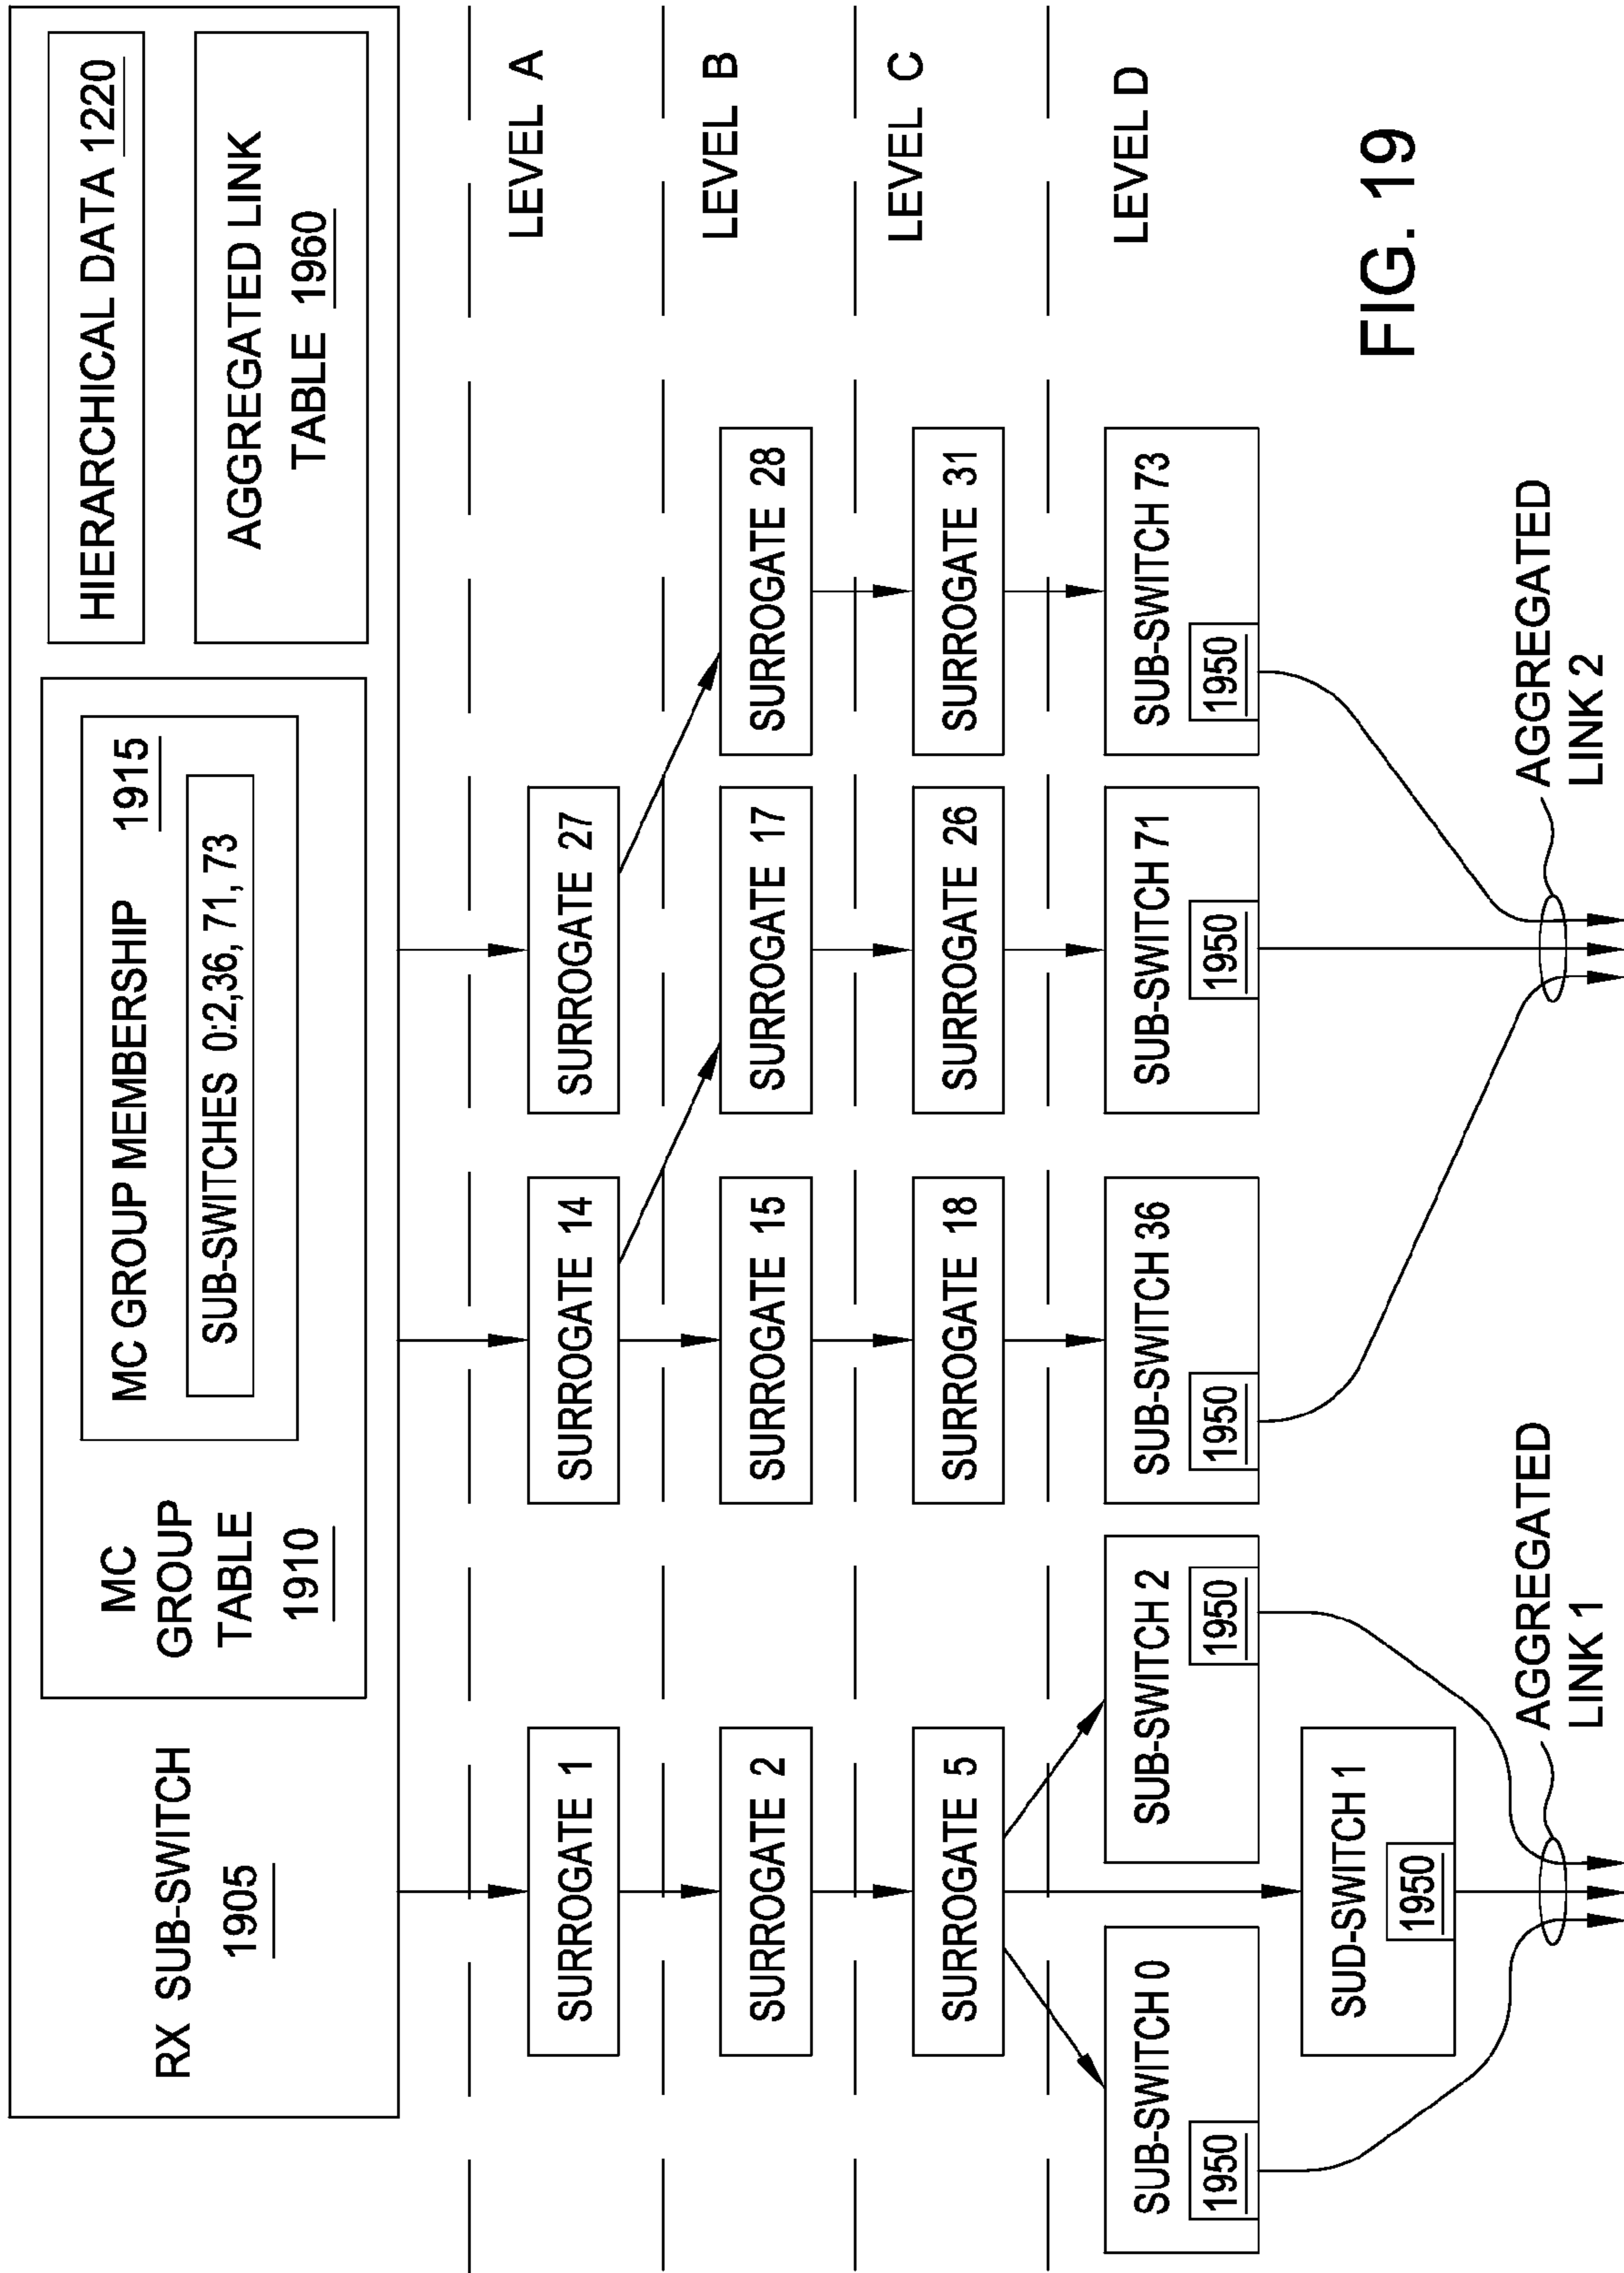 RX SUB-SWITCH
1905
MC
GROUP
TABLE
1910
MC GROUP MEMBERSHIP 1915
SUB-SWITCHES 0:2,36, 71, 73
HIERARCHICAL DATA 1220
AGGREGATED LINK
TABLE 1960
LEVEL A
SURROGATE 1
SURROGATE 14
SURROGATE 27
LEVEL B
SURROGATE 2
SURROGATE 15
SURROGATE 17
SURROGATE 28
LEVEL C
SURROGATE 5
SURROGATE 18
SURROGATE 26
SURROGATE 31
LEVEL D
SUB-SWITCH 0
1950
SUB-SWITCH 2
1950
SUB-SWITCH 36
1950
SUB-SWITCH 71
1950
SUB-SWITCH 73
1950
SUD-SWITCH 1
1950
AGGREGATED
LINK 1
AGGREGATED
LINK 2
FIG. 19